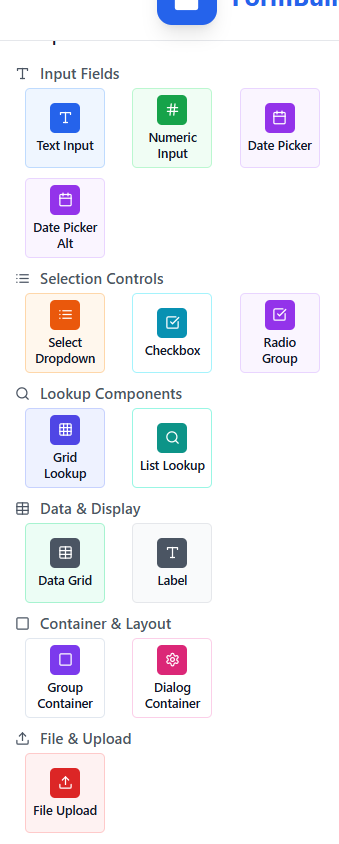 Input Fields
Text Input
Numeric
Input
Date Picker
Date Picker
Alt
Selection Controls
Select
Dropdown
Checkbox
Radio
Group
Lookup Components
Grid
Lookup
List Lookup
Data & Display
Data Grid
Label
Container & Layout
Group
Container
Dialog
Container
File & Upload
File Upload